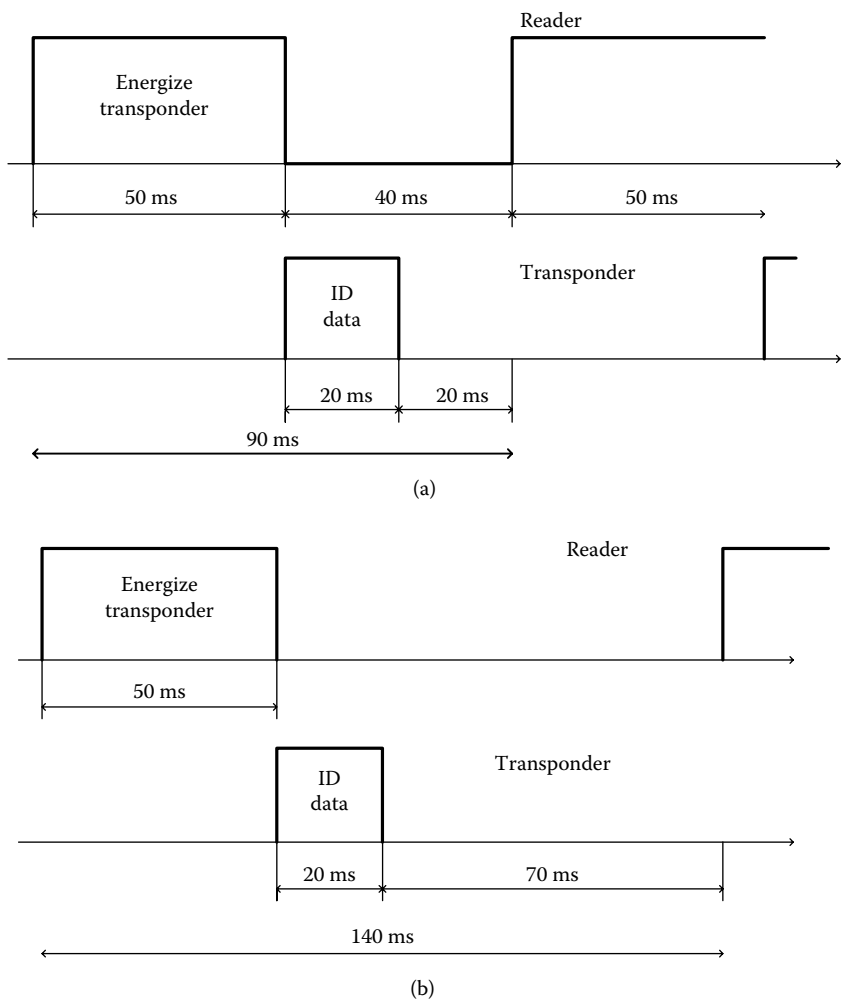 Reader
Energize
transponder
50 ms
40 ms
50 ms
Transponder
ID
data
20 ms
20 ms
90 ms
(a)
Reader
Energize
transponder
50 ms
Transponder
ID
data
20 ms
70 ms
140 ms
(b)